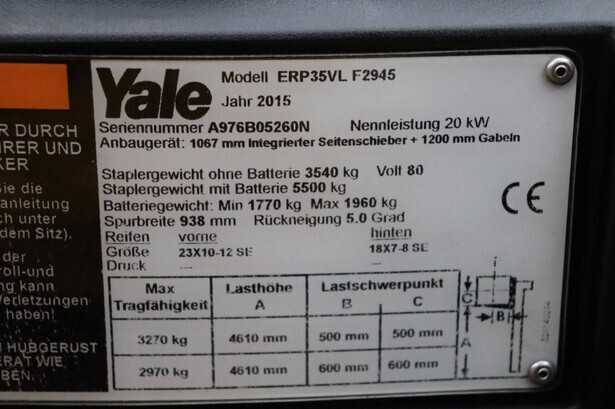 Yale
Modell ERP35VL F2945
Jahr 2015
Seriennummer A976B05260N Nennleistung 20 kW
Anbaugerät: 1067 mm Integrierter Seitenschieber + 1200 mm Gabeln
Staplergewicht ohne Batterie 3540 kg Volt 80
Staplergewicht mit Batterie 5500 kg
Batteriegewicht: Min 1770 kg Max 1960 kg
Spurbreite 938 mm Rückneigung 5.0 Grad
Reifen vorne hinten
Größe 23X10-12 SE 18X7-8 SE
Druck --- ---
Max Tragfähigkeit Lasthöhe A Lastschwerpunkt B C
3270 kg 4610 mm 500 mm 500 mm
2970 kg 4610 mm 600 mm 600 mm
CE
C
B
A
R DURCH
HRER UND
KER
Sie die
anleitung
ch unter
dem Sitz).
der
roll-und
ng kann
Verletzungen
haben!
HUBGERÜST
ERAT WIE
BEN.